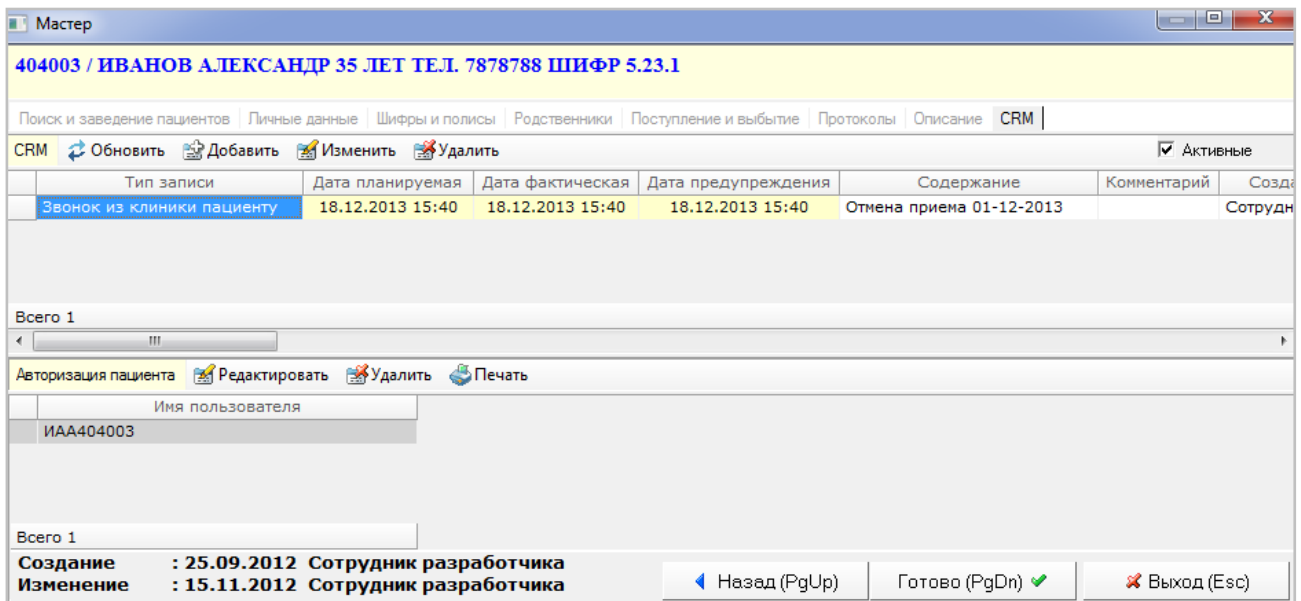 Мастер
404003 / ИВАНОВ АЛЕКСАНДР 35 ЛЕТ ТЕЛ. 7878788 ШИФР 5.23.1
Поиск и заведение пациентов Личные данные Шифры и полисы Родственники Поступление и выбытие Протоколы Описание CRM
CRM Обновить Добавить Изменить Удалить Активные
Тип записи Дата планируемая Дата фактическая Дата предупреждения Содержание Комментарий Созда
Звонок из клиники пациенту 18.12.2013 15:40 18.12.2013 15:40 18.12.2013 15:40 Отмена приема 01-12-2013 Сотрудн
Всего 1
Авторизация пациента Редактировать Удалить Печать
Имя пользователя
ИАА404003
Всего 1
Создание : 25.09.2012 Сотрудник разработчика
Изменение : 15.11.2012 Сотрудник разработчика
Назад (PgUp) Готово (PgDn) Выход (Esc)